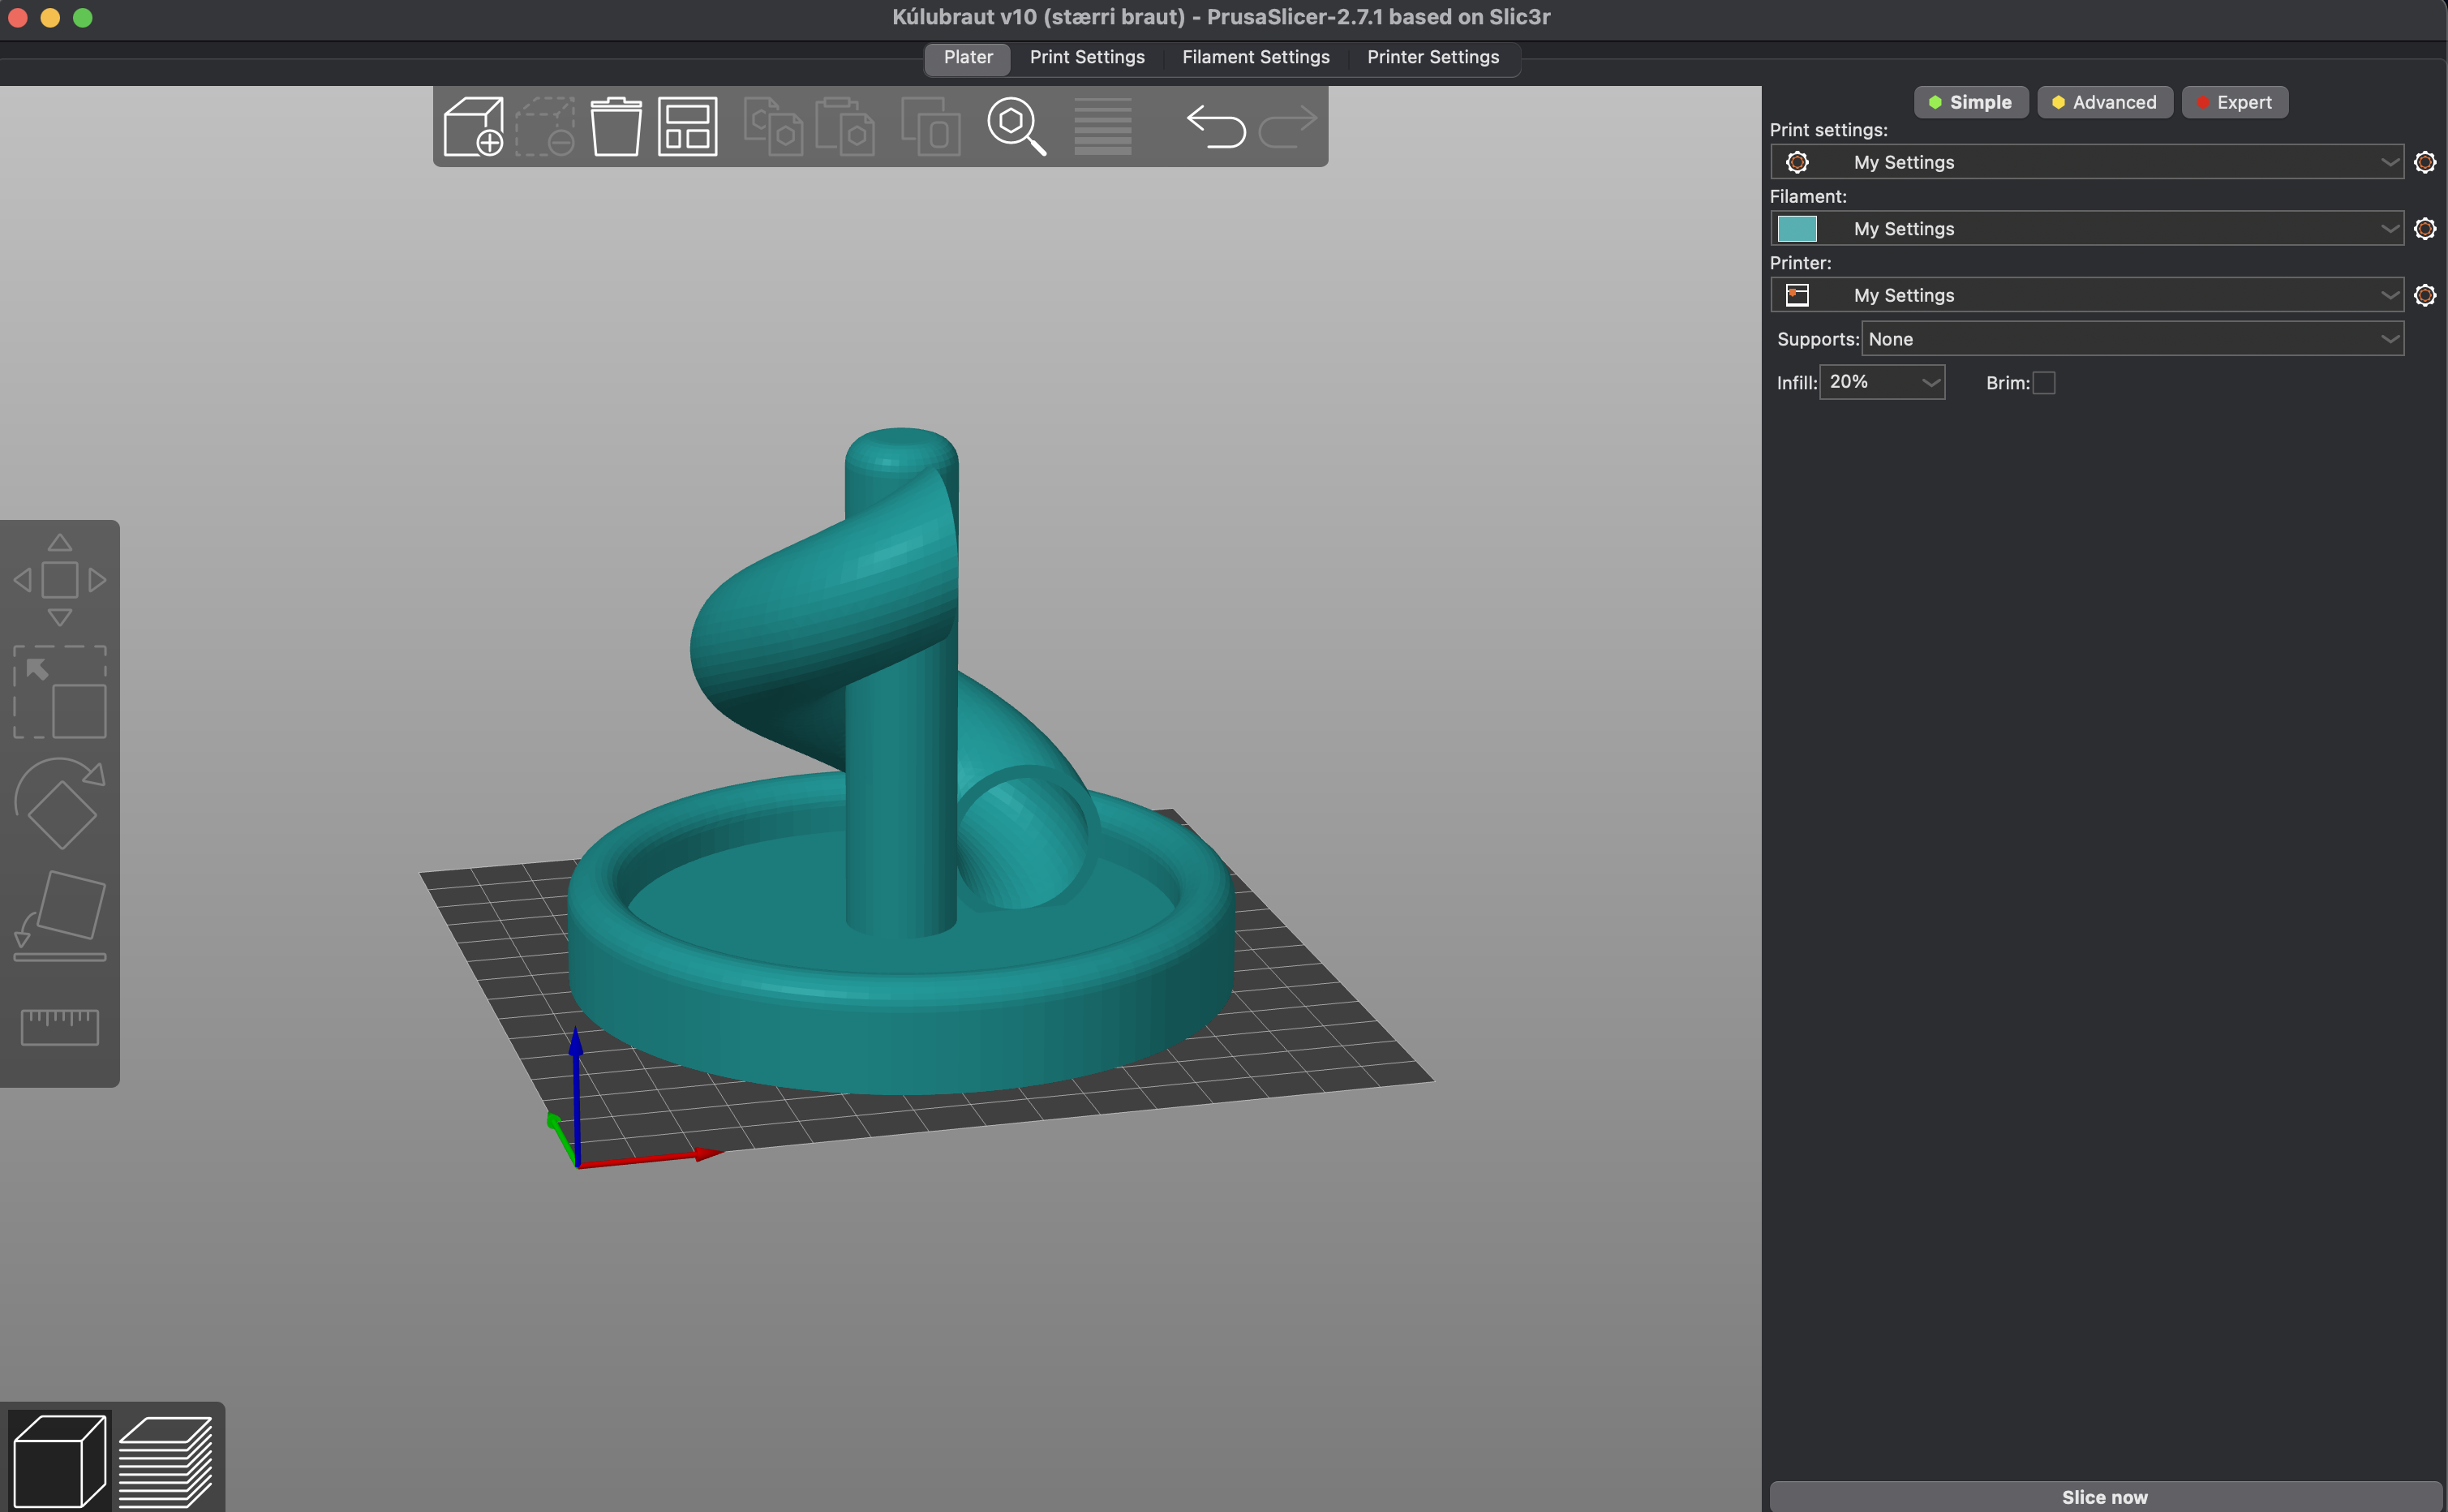 Kúlubraut v10 (stærri braut) - PrusaSlicer-2.7.1 based on Slic3r
Plater Print Settings Filament Settings Printer Settings
Simple Advanced Expert
Print settings:
My Settings
Filament:
My Settings
Printer:
My Settings
Supports: None
Infill: 20% Brim:
Slice now